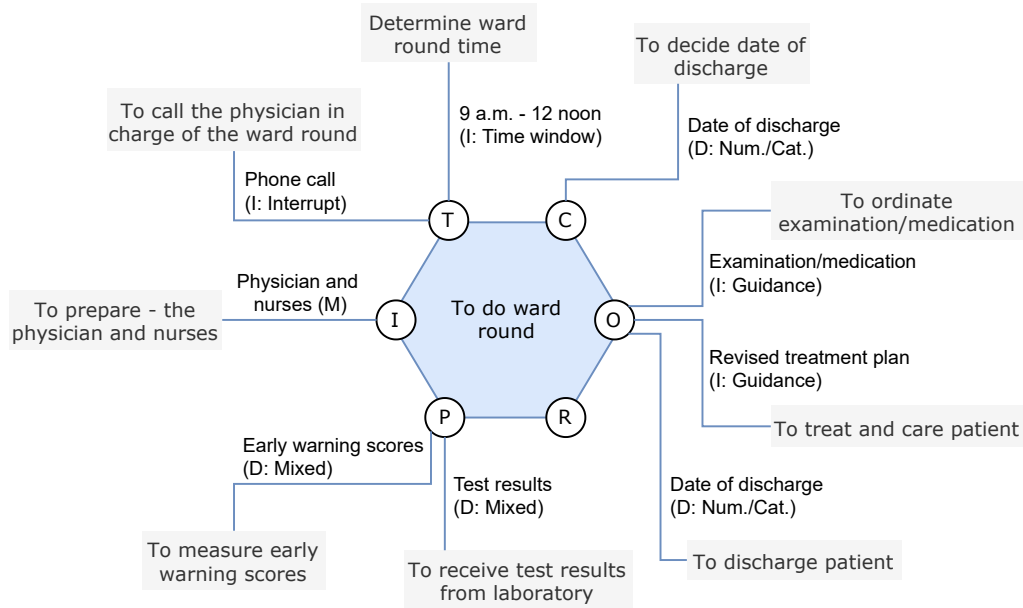 Determine ward
round time
To decide date of
discharge
To call the physician in
charge of the ward round
9 a.m. - 12 noon
(I: Time window)
Date of discharge
(D: Num./Cat.)
Phone call
(I: Interrupt)
To ordinate
examination/medication
T
C
Examination/medication
(I: Guidance)
Physician and
nurses (M)
To prepare - the
physician and nurses
I
To do ward
round
O
Revised treatment plan
(I: Guidance)
P
R
To treat and care patient
Early warning scores
(D: Mixed)
Test results
(D: Mixed)
Date of discharge
(D: Num./Cat.)
To measure early
warning scores
To receive test results
from laboratory
To discharge patient